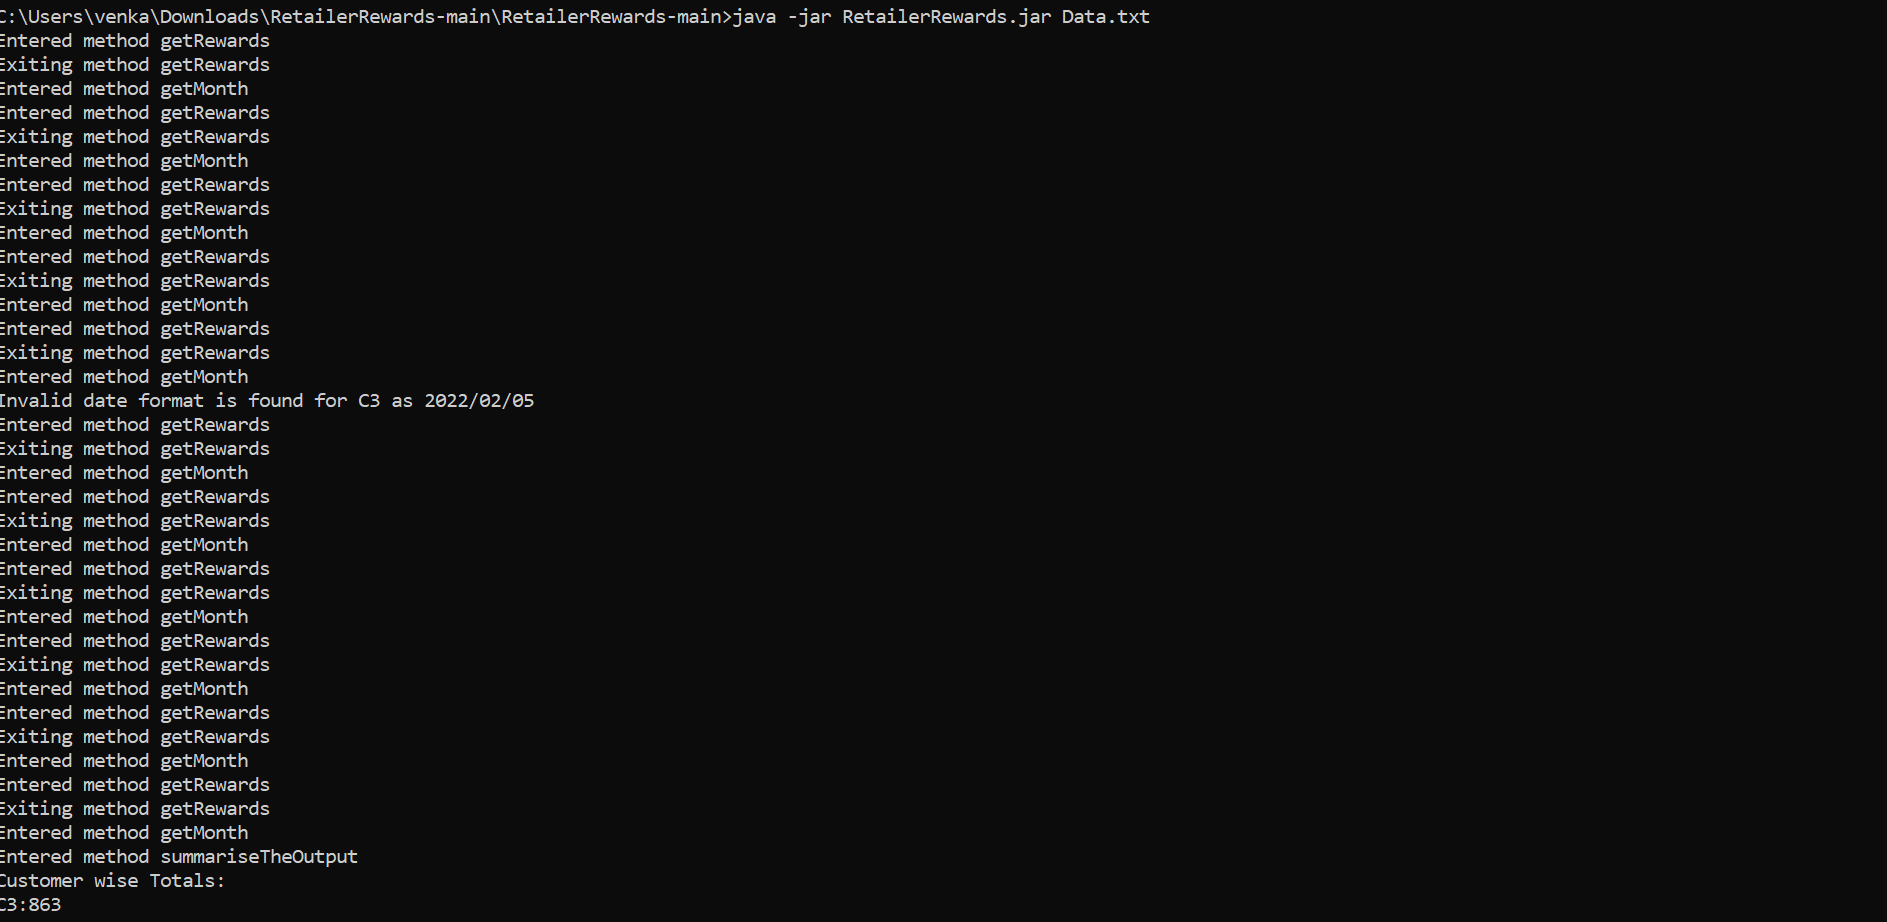 C:\Users\venka\Downloads\RetailerRewards-main\RetailerRewards-main>java -jar RetailerRewards.jar Data.txt
Entered method getRewards
Exiting method getRewards
Entered method getMonth
Entered method getRewards
Exiting method getRewards
Entered method getMonth
Entered method getRewards
Exiting method getRewards
Entered method getMonth
Entered method getRewards
Exiting method getRewards
Entered method getMonth
Entered method getRewards
Exiting method getRewards
Entered method getMonth
Invalid date format is found for C3 as 2022/02/05
Entered method getRewards
Exiting method getRewards
Entered method getMonth
Entered method getRewards
Exiting method getRewards
Entered method getMonth
Entered method getRewards
Exiting method getRewards
Entered method getMonth
Entered method getRewards
Exiting method getRewards
Entered method getMonth
Entered method getRewards
Exiting method getRewards
Entered method getMonth
Entered method getRewards
Exiting method getRewards
Entered method getMonth
Entered method summariseTheOutput
Customer wise Totals:
C3:863